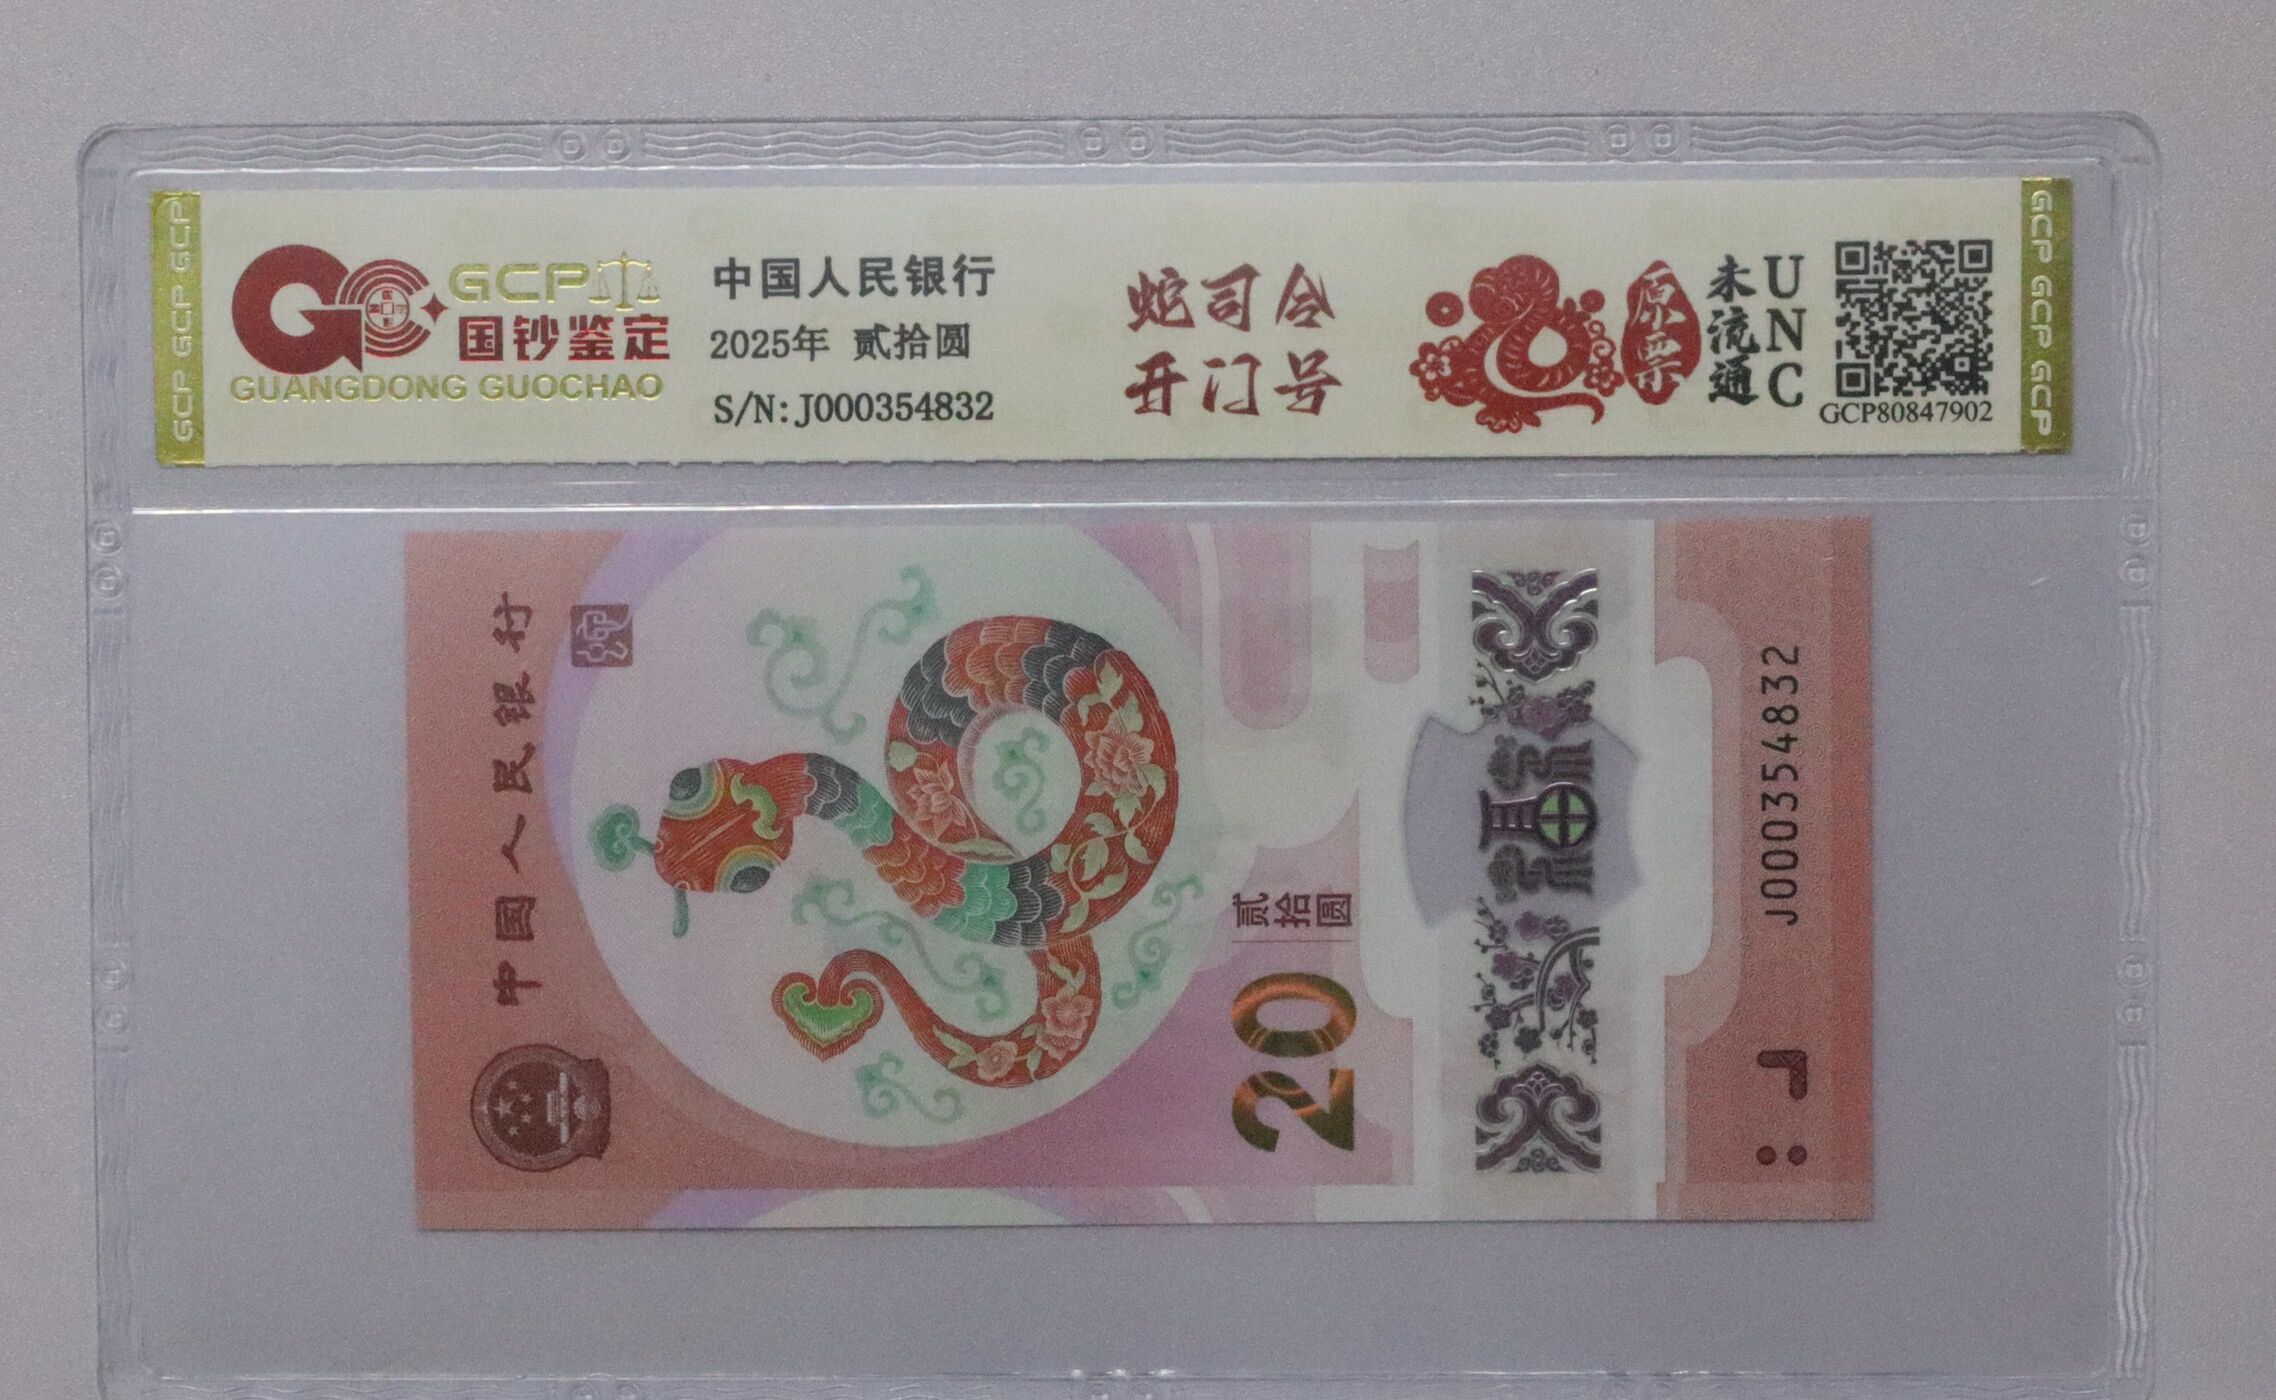 GCP GCP GCP
GCP
国钞鉴定
GUANGDONG GUOCHAO
中国人民银行
2025年 贰拾圆
S/N:J000354832
蛇司令
开门号
原票
未流通
UNC
GCP80847902
GCP GCP GCP GCP
中国人民银行
贰拾圆
20
福
J000354832